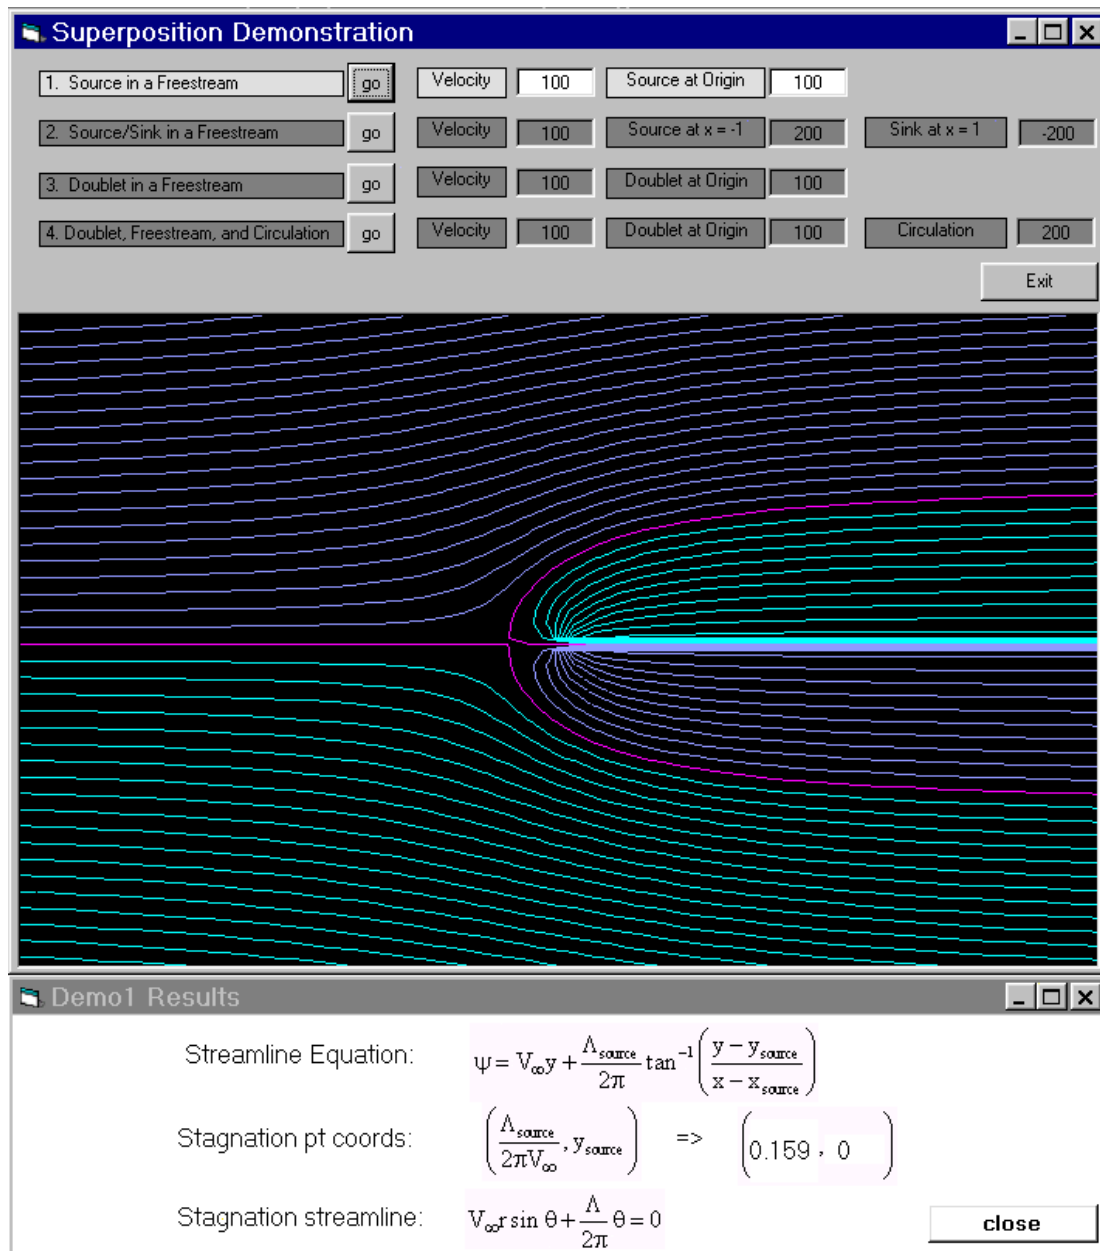 Superposition Demonstration
1. Source in a Freestream go Velocity 100 Source at Origin 100
2. Source/Sink in a Freestream go Velocity 100 Source at x = -1 200 Sink at x = 1 -200
3. Doublet in a Freestream go Velocity 100 Doublet at Origin 100
4. Doublet, Freestream, and Circulation go Velocity 100 Doublet at Origin 100 Circulation 200
Exit
Demo1 Results
Streamline Equation: ψ = V∞y + Λsource/2π tan⁻¹((y − ysource)/(x − xsource))
Stagnation pt coords: (Λsource/2πV∞, ysource) => (0.159, 0)
Stagnation streamline: V∞r sin θ + Λ/2π θ = 0
close